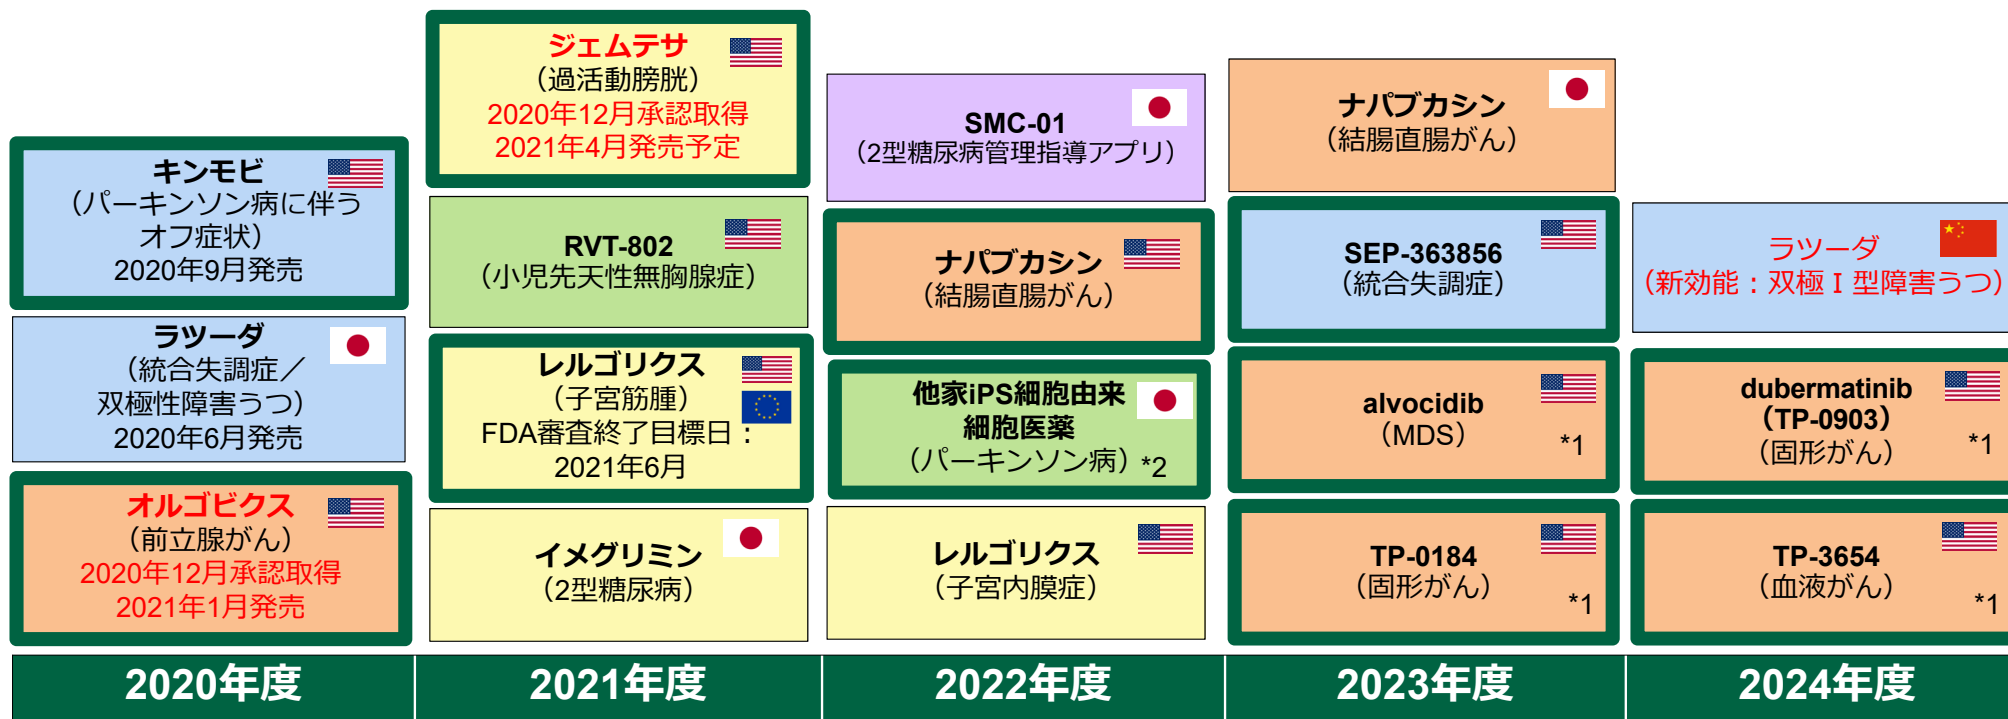 キンモビ
（パーキンソン病に伴う
オフ症状）
2020年9月発売
ラツーダ
（統合失調症／
双極性障害うつ）
2020年6月発売
オルゴビクス
（前立腺がん）
2020年12月承認取得
2021年1月発売
2020年度
ジェムテサ
（過活動膀胱）
2020年12月承認取得
2021年4月発売予定
RVT-802
（小児先天性無胸腺症）
レルゴリクス
（子宮筋腫）
FDA審査終了目標日：
2021年6月
イメグリミン
（2型糖尿病）
2021年度
SMC-01
（2型糖尿病管理指導アプリ）
ナパブカシン
（結腸直腸がん）
他家iPS細胞由来
細胞医薬
（パーキンソン病）*2
レルゴリクス
（子宮内膜症）
2022年度
ナパブカシン
（結腸直腸がん）
SEP-363856
（統合失調症）
alvocidib
（MDS）
*1
TP-0184
（固形がん）
*1
2023年度
ラツーダ
（新効能：双極Ⅰ型障害うつ）
dubermatinib
（TP-0903）
（固形がん）
*1
TP-3654
（血液がん）
*1
2024年度